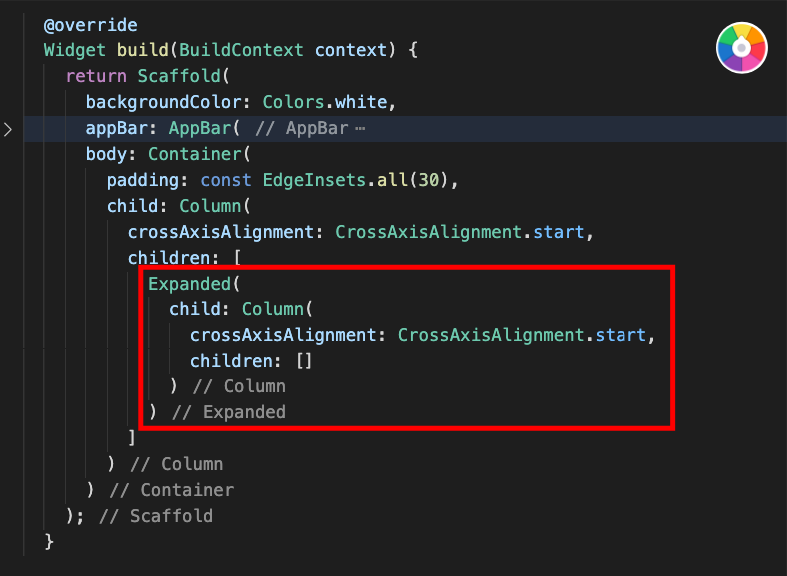 @override
Widget build(BuildContext context) {
return Scaffold(
backgroundColor: Colors.white,
appBar: AppBar( // AppBar ⋯
body: Container(
padding: const EdgeInsets.all(30),
child: Column(
crossAxisAlignment: CrossAxisAlignment.start,
children: [
Expanded(
child: Column(
crossAxisAlignment: CrossAxisAlignment.start,
children: []
) // Column
) // Expanded
]
) // Column
) // Container
); // Scaffold
}